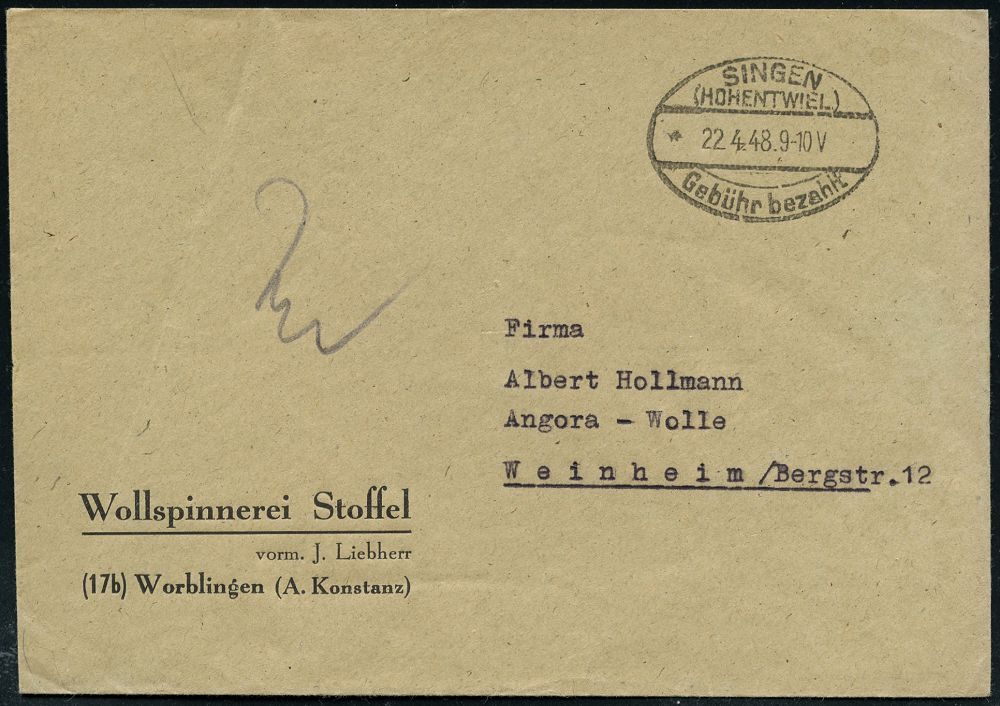 SINGEN
(HOHENTWIEL)
* 22.4.48.9-10 V
Gebühr bezahlt
Firma
Albert Hollmann
Angora - Wolle
Weinheim/Bergstr.12
Wollspinnerei Stoffel
vorm. J. Liebherr
(17b) Worblingen (A. Konstanz)